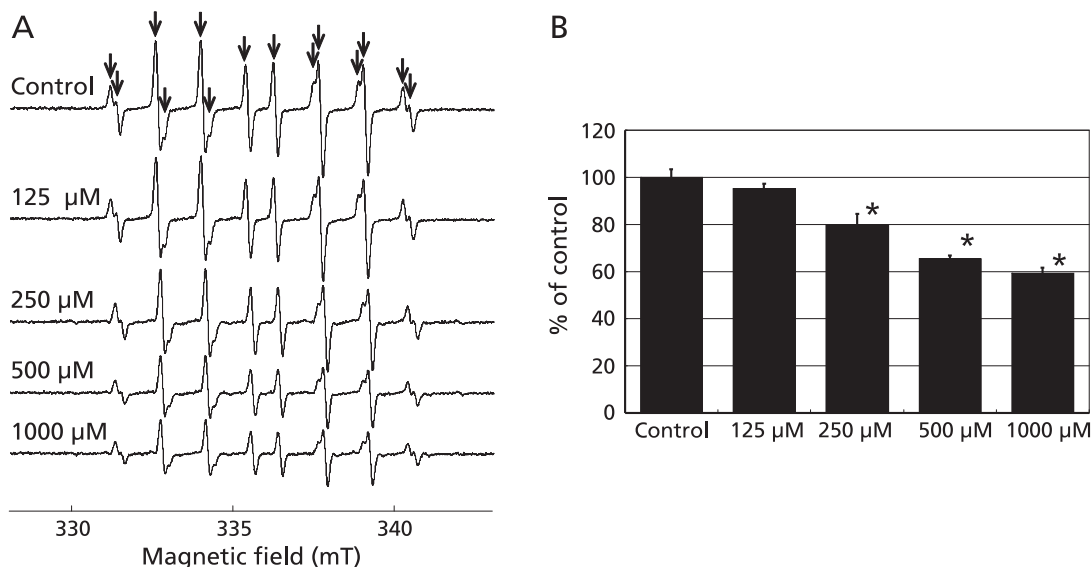 A
Control
125 µM
250 µM
500 µM
1000 µM
330 335 340
Magnetic field (mT)
B
% of control
120
100
80
60
40
20
0
*
*
*
Control 125 µM 250 µM 500 µM 1000 µM